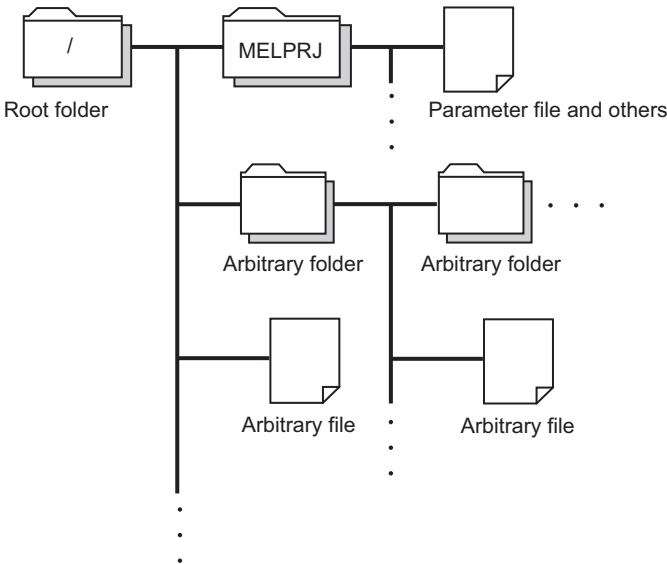 /
MELPRJ
Root folder
Parameter file and others
Arbitrary folder
Arbitrary folder
Arbitrary file
Arbitrary file